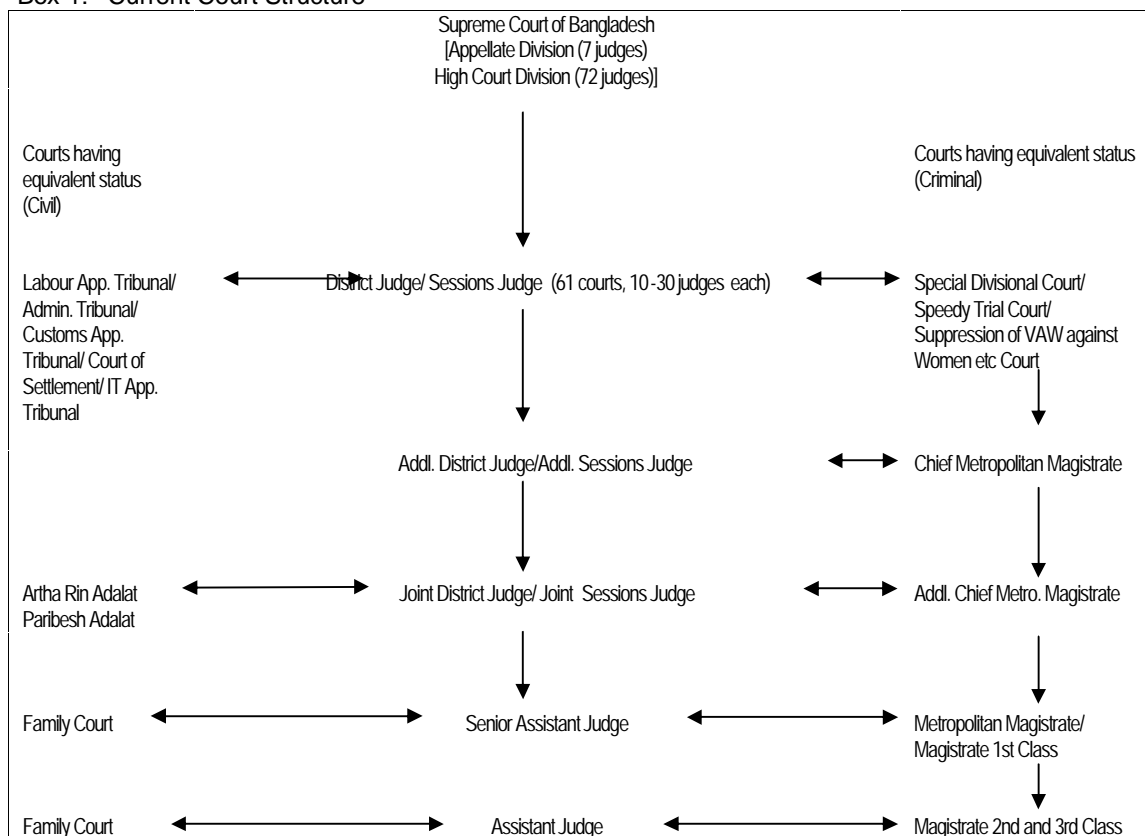 Box 1: Current Court Structure
Supreme Court of Bangladesh
[Appellate Division (7 judges)
High Court Division (72 judges)]
Courts having
equivalent status
(Civil)
Courts having equivalent status
(Criminal)
Labour App. Tribunal/
Admin. Tribunal/
Customs App.
Tribunal/ Court of
Settlement/ IT App.
Tribunal
District Judge/ Sessions Judge (61 courts, 10-30 judges each)
Special Divisional Court/
Speedy Trial Court/
Suppression of VAW against
Women etc Court
Addl. District Judge/Addl. Sessions Judge
Chief Metropolitan Magistrate
Artha Rin Adalat
Paribesh Adalat
Joint District Judge/ Joint Sessions Judge
Addl. Chief Metro. Magistrate
Family Court
Senior Assistant Judge
Metropolitan Magistrate/
Magistrate 1st Class
Family Court
Assistant Judge
Magistrate 2nd and 3rd Class